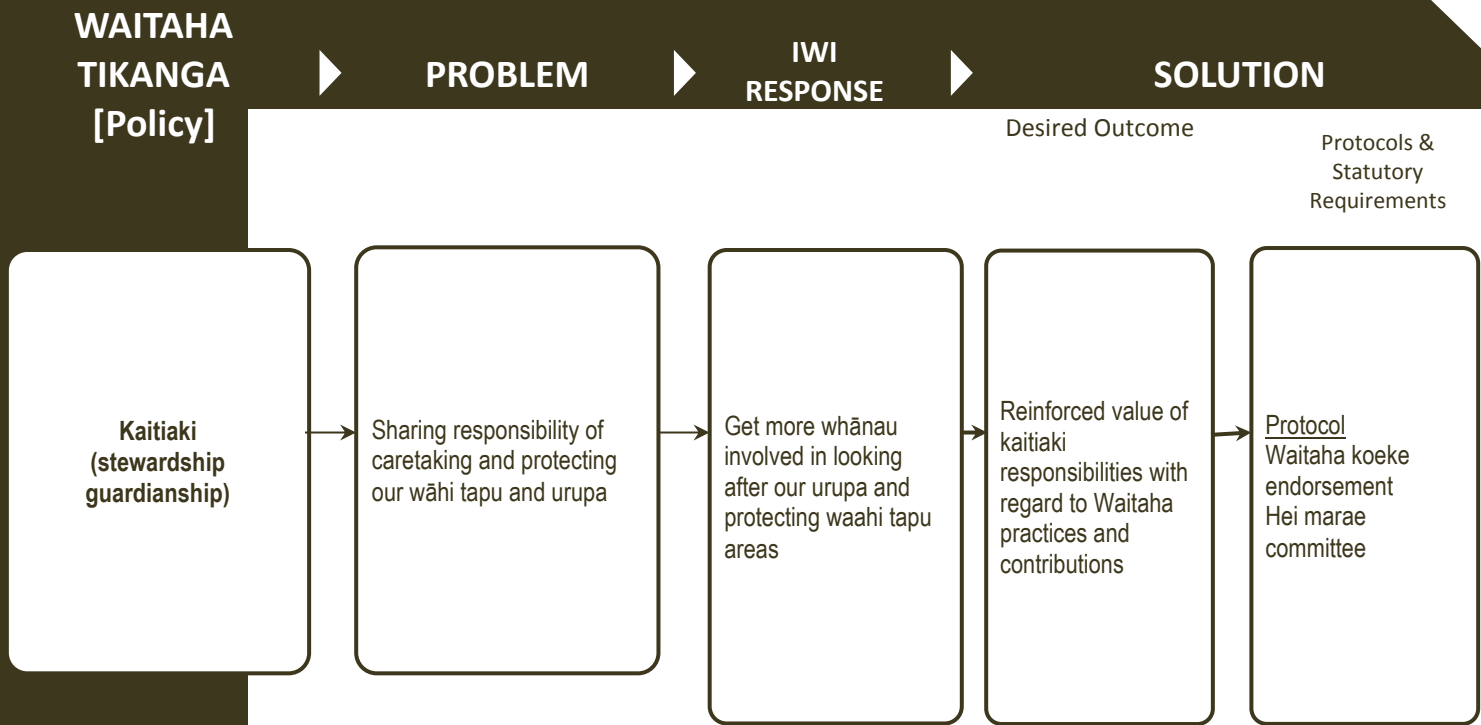 WAITAHA
TIKANGA
[Policy]
PROBLEM
IWI
RESPONSE
SOLUTION
Desired Outcome
Protocols &
Statutory
Requirements
Kaitiaki
(stewardship
guardianship)
Sharing responsibility of
caretaking and protecting
our wāhi tapu and urupa
Get more whānau
involved in looking
after our urupa and
protecting waahi tapu
areas
Reinforced value of
kaitiaki
responsibilities with
regard to Waitaha
practices and
contributions
Protocol
Waitaha koeke
endorsement
Hei marae
committee